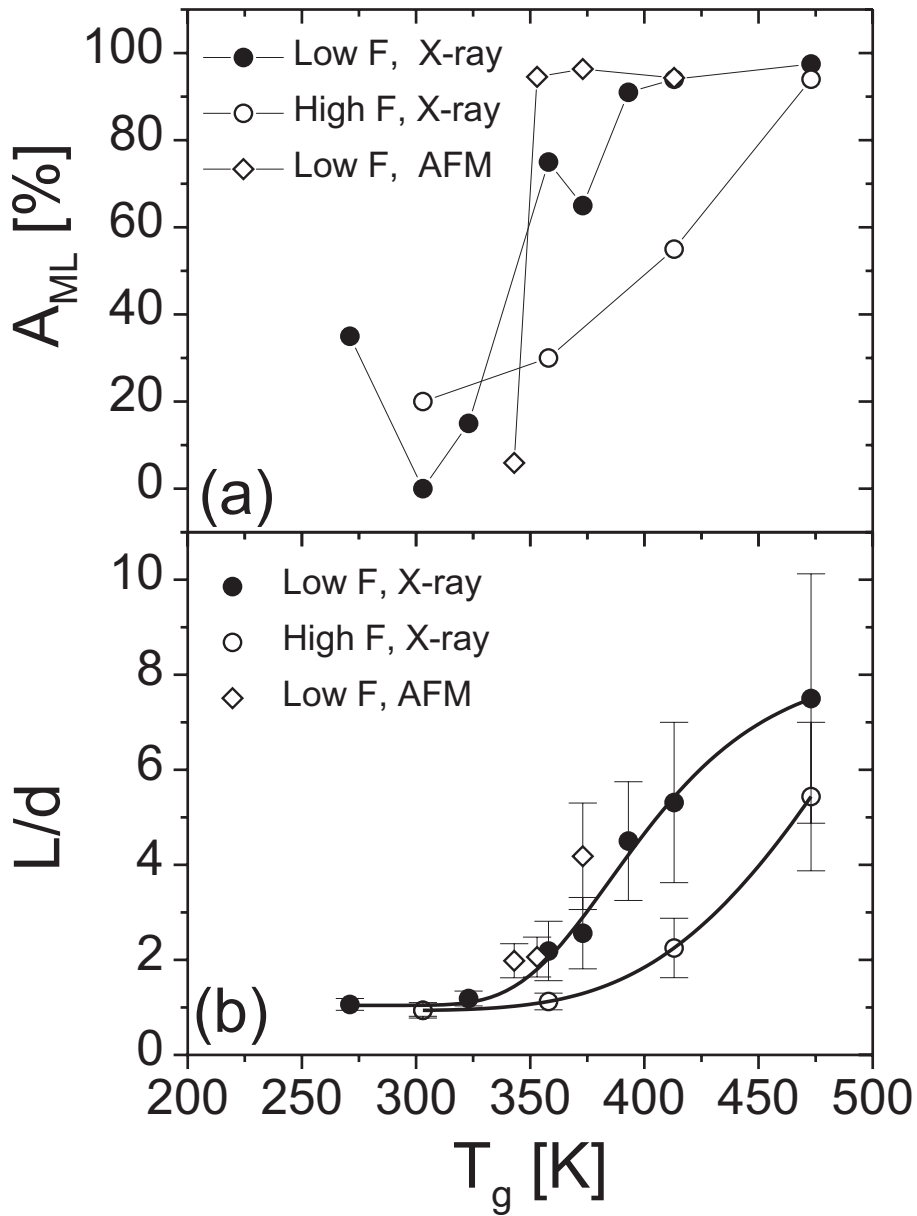 100
80
60
40
20
0
A_ML [%]
Low F, X-ray
High F, X-ray
Low F, AFM
(a)
10
8
6
4
2
0
L/d
Low F, X-ray
High F, X-ray
Low F, AFM
(b)
200 250 300 350 400 450 500
T_g [K]